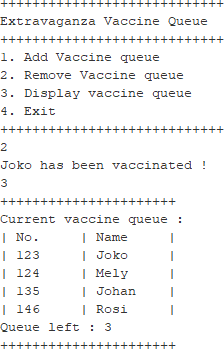 ++++++++++++++++++++++++++++
Extravaganza Vaccine Queue
++++++++++++++++++++++++++++
1. Add Vaccine queue
2. Remove Vaccine queue
3. Display vaccine queue
4. Exit
++++++++++++++++++++++++++++
2
Joko has been vaccinated !
3
++++++++++++++++++++++
Current vaccine queue :
| No. | Name |
| 123 | Joko |
| 124 | Mely |
| 135 | Johan |
| 146 | Rosi |
Queue left : 3
++++++++++++++++++++++